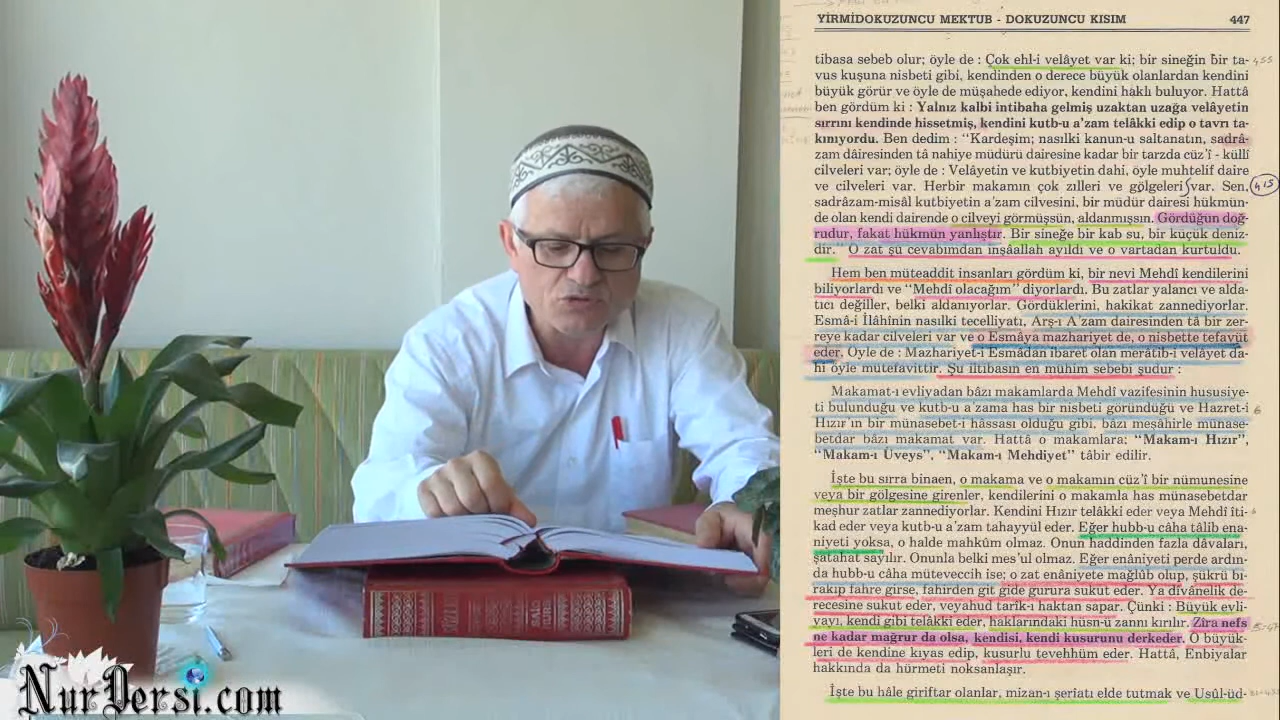 YİRMİDOKUZUNCU MEKTUB - DOKUZUNCU KISIM 447
tibasa sebeb olur; öyle de : Çok ehl-i velâyet var ki; bir sineğin bir ta-
vus kuşuna nisbeti gibi, kendinden o derece büyük olanlardan kendini
büyük görür ve öyle de müşahede ediyor, kendini haklı buluyor. Hattâ
ben gördüm ki : Yalnız kalbi intibaha gelmiş uzaktan uzağa velâyetin
sırrını kendinde hissetmiş, kendini kutb-u a'zam telâkki edip o tavrı ta-
kınıyordu. Ben dedim : "Kardeşim; nasılki kanun-u saltanatın, sadrâ-
zam dâiresinden tâ nahiye müdürü dairesine kadar bir tarzda cüz'î - küllî
cilveleri var; öyle de : Velâyetin ve kutbiyetin dahi, öyle muhtelif daire
ve cilveleri var. Herbir makamın çok zılleri ve gölgeleri var. Sen,
sadrâzam-misâl kutbiyetin a'zam cilvesini, bir müdür dairesi hükmün-
de olan kendi dairende o cilveyi görmüşsün, aldanmışsın. Gördüğün doğ-
rudur, fakat hükmün yanlıştır. Bir sineğe bir kab su, bir küçük deniz-
dir." O zat şu cevabımdan inşâallah ayıldı ve o vartadan kurtuldu.
Hem ben müteaddit insanları gördüm ki, bir nevi Mehdî kendilerini
biliyorlardı ve "Mehdî olacağım" diyorlardı. Bu zatlar yalancı ve alda-
tıcı değiller, belki aldanıyorlar. Gördüklerini, hakikat zannediyorlar.
Esmâ-i İlâhînin nasılki tecelliyatı, Arş-ı A'zam dairesinden tâ bir zer-
reye kadar cilveleri var ve o Esmâya mazhariyet de, o nisbette tefavüt
eder, Öyle de : Mazhariyet-i Esmâdan ibaret olan merâtib-i velâyet da-
hi öyle mütefavittir. Şu iltibasın en mühim sebebi şudur :
Makamat-ı evliyadan bâzı makamlarda Mehdî vazifesinin hususiye-
ti bulunduğu ve kutb-u a'zama has bir nisbeti göründüğü ve Hazret-i
Hızır'ın bir münasebet-i hâssası olduğu gibi, bâzı meşâhirle münase-
betdar bâzı makamat var. Hattâ o makamlara; "Makam-ı Hızır",
"Makam-ı Üveys", "Makam-ı Mehdiyet" tâbir edilir.
İşte bu sırra binaen, o makama ve o makamın cüz'î bir nümunesine
veya bir gölgesine girenler, kendilerini o makamla has münasebetdar
meşhur zatlar zannediyorlar. Kendini Hızır telâkki eder veya Mehdî îti-
kad eder veya kutb-u a'zam tahayyül eder. Eğer hubb-u câha tâlib ena-
niyeti yoksa, o halde mahkûm olmaz. Onun haddinden fazla dâvaları,
şatahat sayılır. Onunla belki mes'ul olmaz. Eğer enâniyeti perde ardın-
da hubb-u câha müteveccih ise; o zat enâniyete mağlûb olup, şükrü bı-
rakıp fahre girse, fahirden git gide gurura sukut eder. Ya dîvânelik de-
recesine sukut eder, veyahud tarîk-ı haktan sapar. Çünki : Büyük evli-
yayı, kendi gibi telâkki eder, haklarındaki hüsn-ü zannı kırılır. Zira nefs
ne kadar mağrur da olsa, kendisi, kendi kusurunu derkeder. O büyük-
leri de kendine kıyas edip, kusurlu tevehhüm eder. Hattâ, Enbiyalar
hakkında da hürmeti noksanlaşır.
İşte bu hâle giriftar olanlar, mizan-ı şeriatı elde tutmak ve Usûl-üd-
NurDersi.com